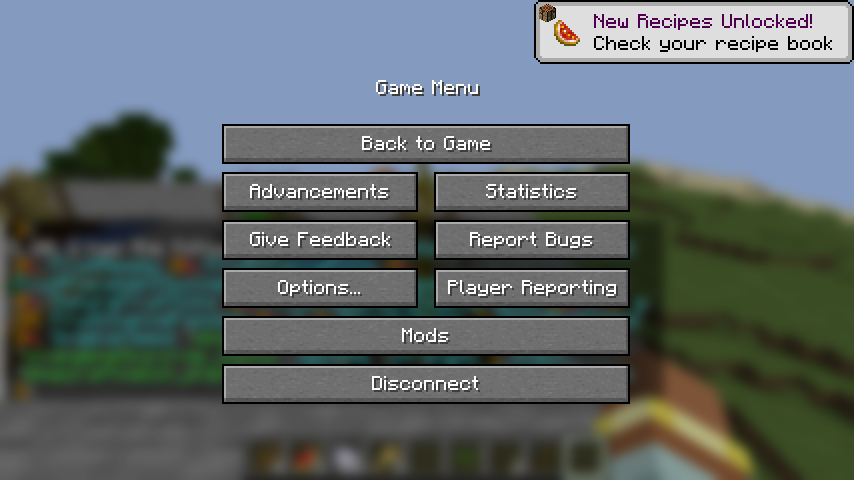 New Recipes Unlocked!
Check your recipe book
Game Menu
Back to Game
Advancements
Statistics
Give Feedback
Report Bugs
Options...
Player Reporting
Mods
Disconnect